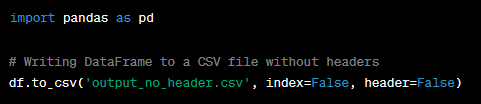 import pandas as pd
# Writing DataFrame to a CSV file without headers
df.to_csv('output_no_header.csv', index=False, header=False)